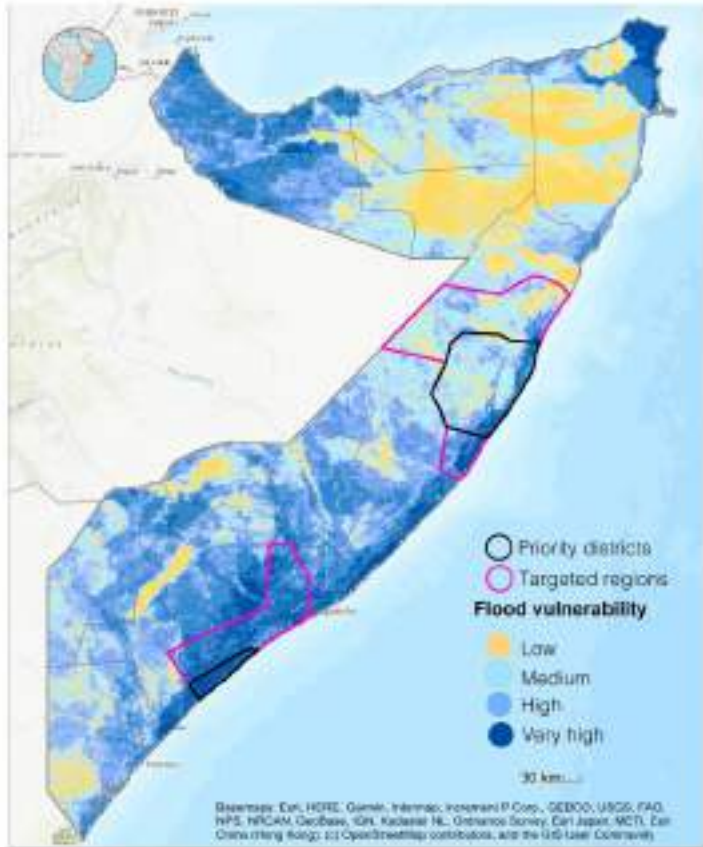 Priority districts
Targeted regions
Flood vulnerability
Low
Medium
High
Very high
30 km
Basemaps: Esri, HERE, Garmin, Intermap, Increment P Corp., GEBCO, USGS, FAO,
NPS, NRCAN, GeoBase, IGN, Kadaster NL, Ordnance Survey, Esri Japan, METI, Esri
China (Hong Kong), (c) OpenStreetMap contributors, and the GIS User Community